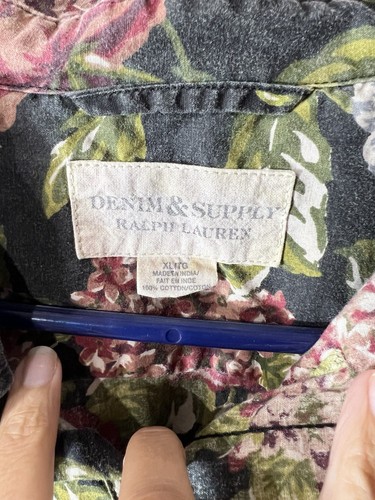 DENIM & SUPPLY
RALPH LAUREN
XL/TG
MADE IN INDIA/
FAIT EN INDE
100% COTTON/COTON